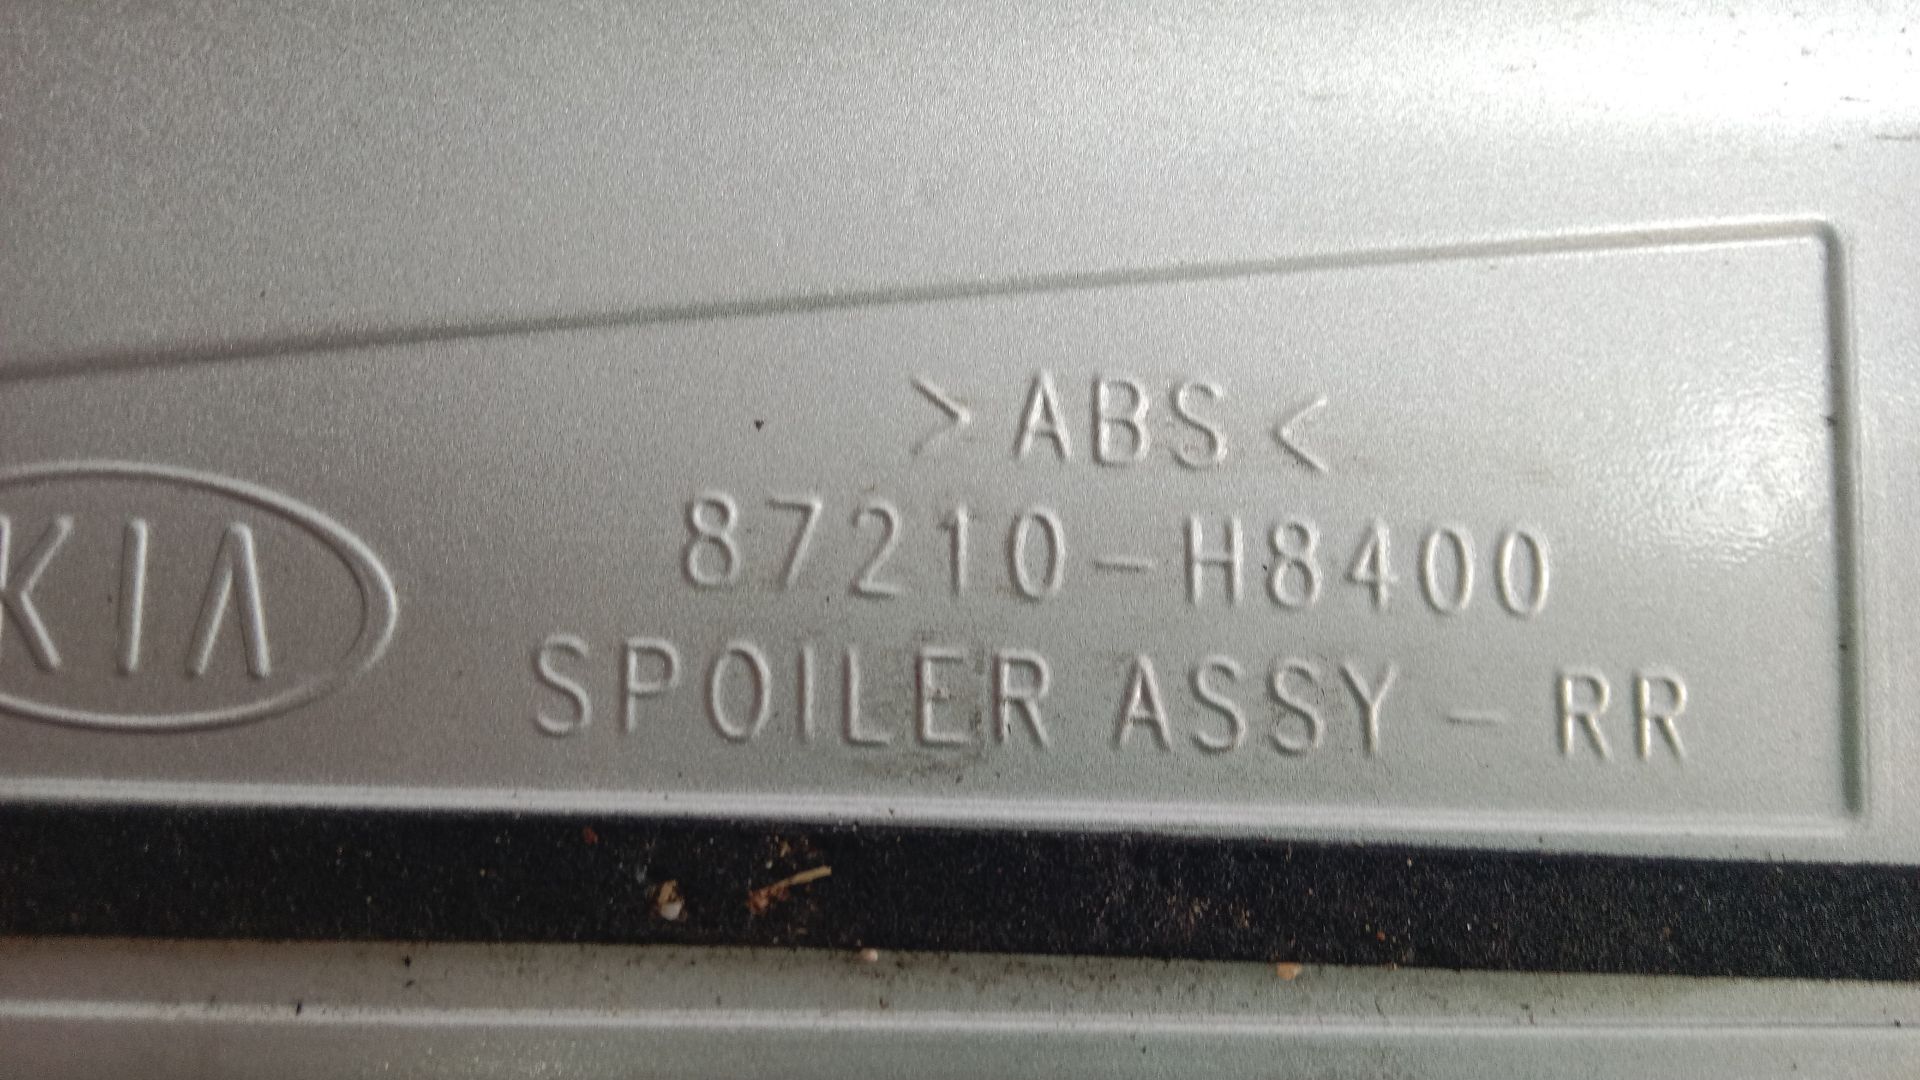 >ABS<
KIA
87210-H8400
SPOILER ASSY-RR